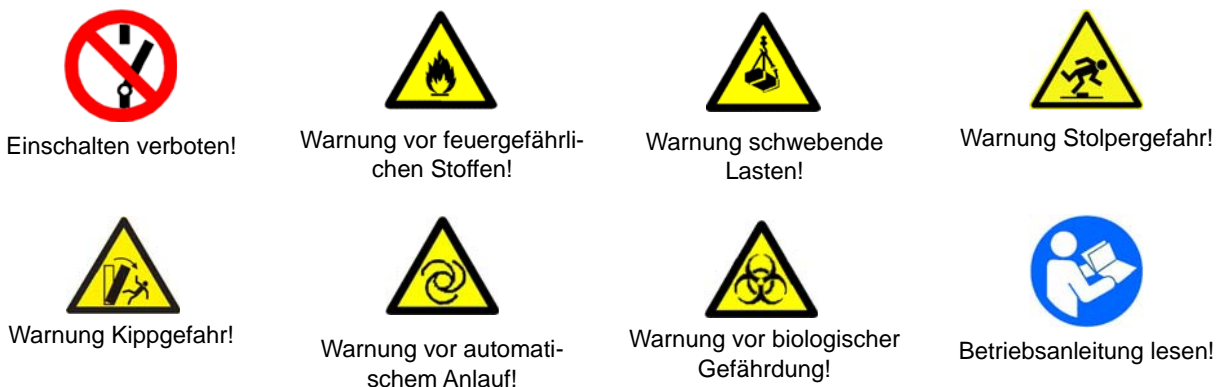 Einschalten verboten!
Warnung vor feuergefährli-
chen Stoffen!
Warnung schwebende
Lasten!
Warnung Stolpergefahr!
Warnung Kippgefahr!
Warnung vor automati-
schem Anlauf!
Warnung vor biologischer
Gefährdung!
Betriebsanleitung lesen!